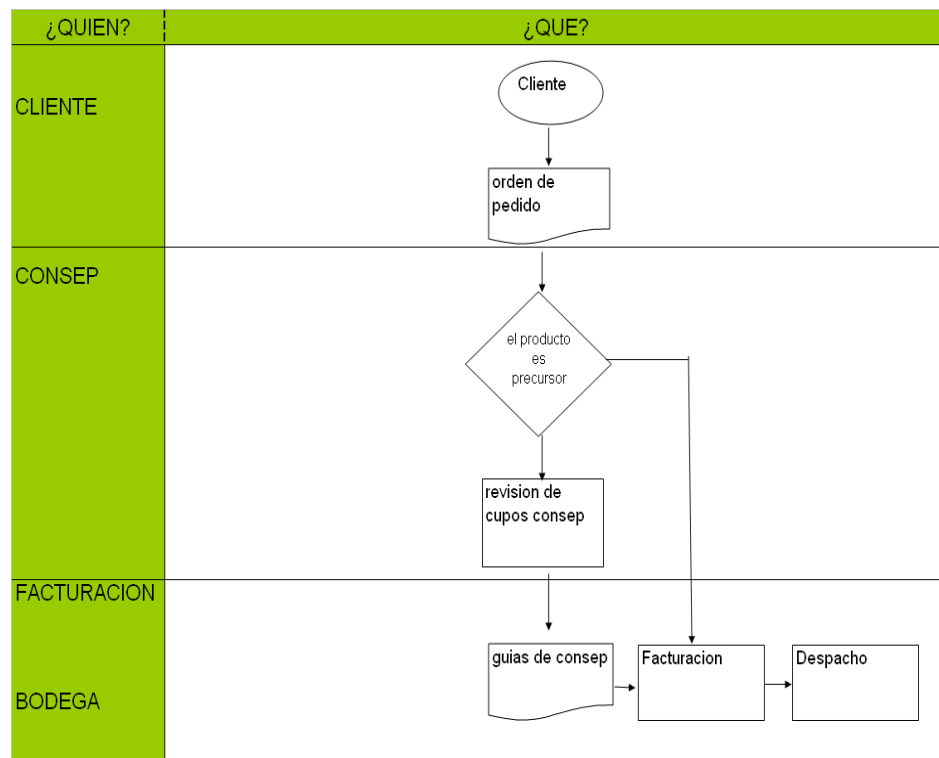 ¿QUIEN?
¿QUE?
CLIENTE
Cliente
orden de
pedido
CONSEP
el producto
es
precursor
revision de
cupos consep
FACTURACION
guias de consep
Facturacion
Despacho
BODEGA